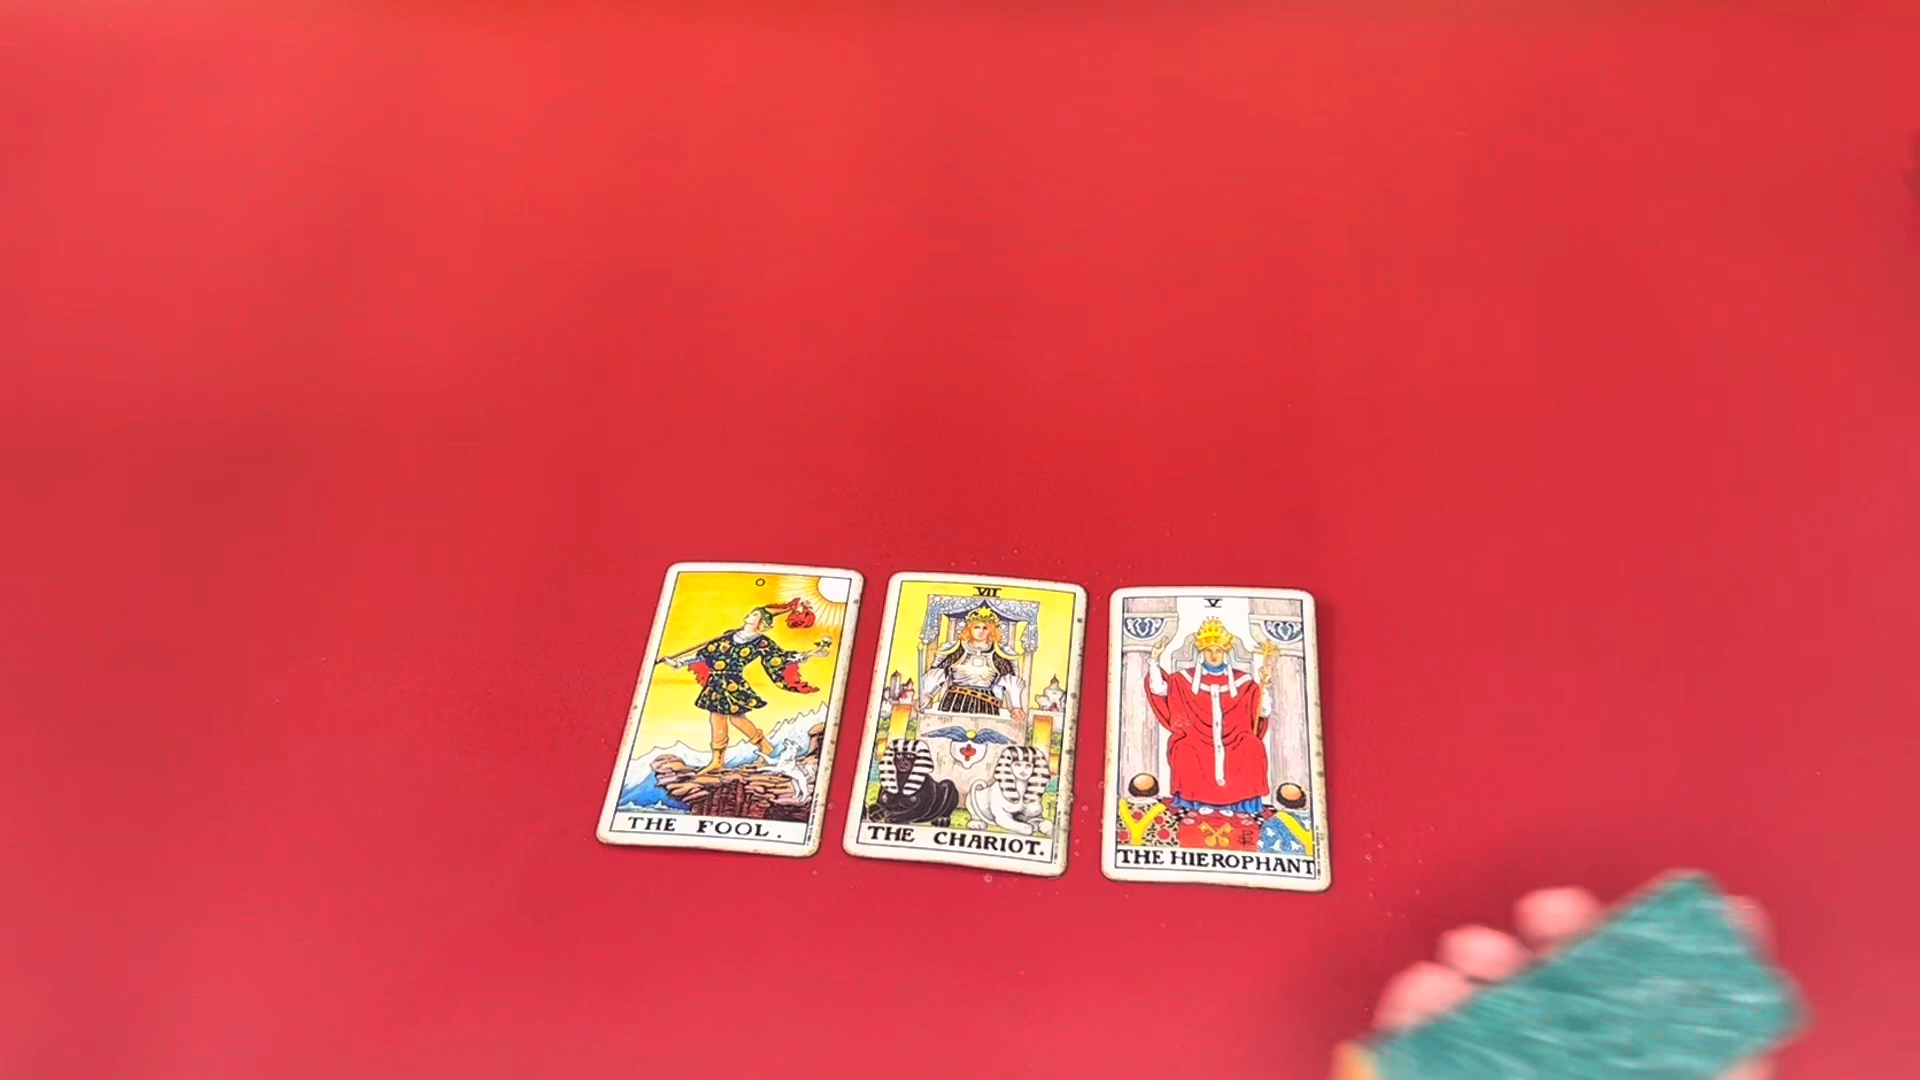 0
THE FOOL.
VII
THE CHARIOT.
V
THE HIEROPHANT